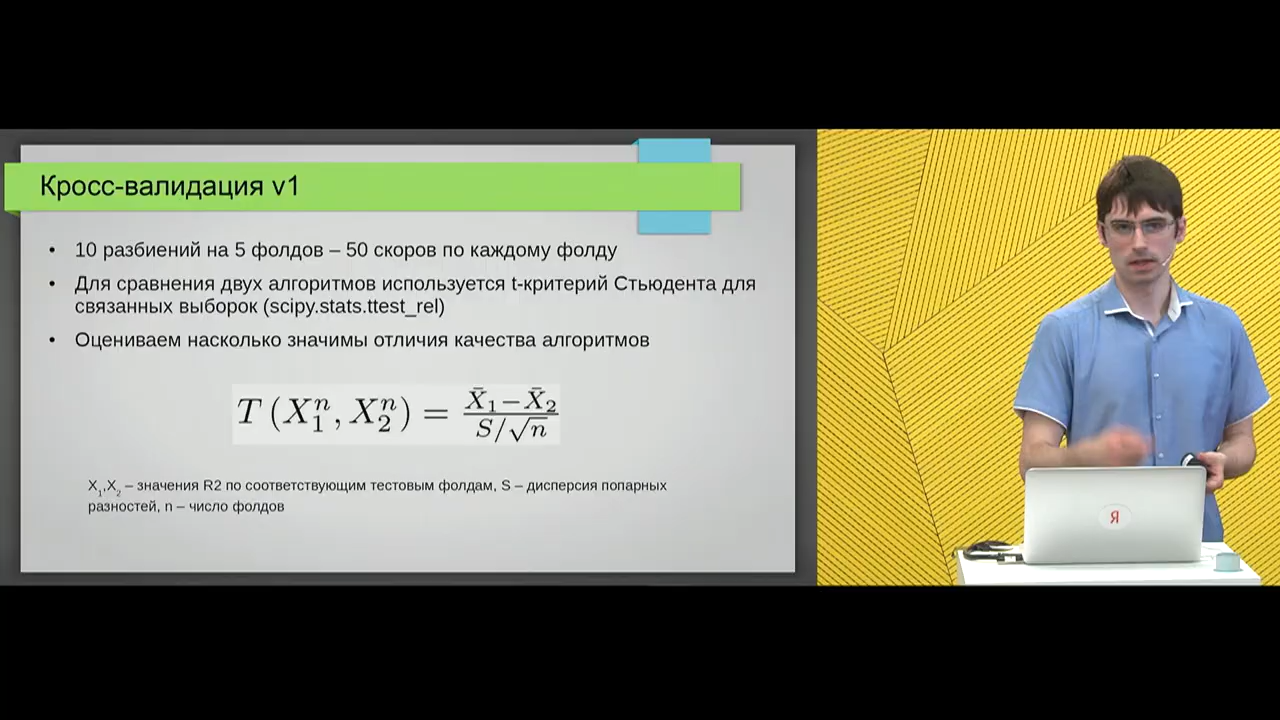 Кросс-валидация v1
• 10 разбиений на 5 фолдов – 50 скоров по каждому фолду
• Для сравнения двух алгоритмов используется t-критерий Стьюдента для
связанных выборок (scipy.stats.ttest_rel)
• Оцениваем насколько значимы отличия качества алгоритмов
T (X₁ⁿ, X₂ⁿ) = (X̄₁ – X̄₂) / (S/√n)
X₁,X₂ – значения R2 по соответствующим тестовым фолдам, S – дисперсия попарных
разностей, n – число фолдов
Я